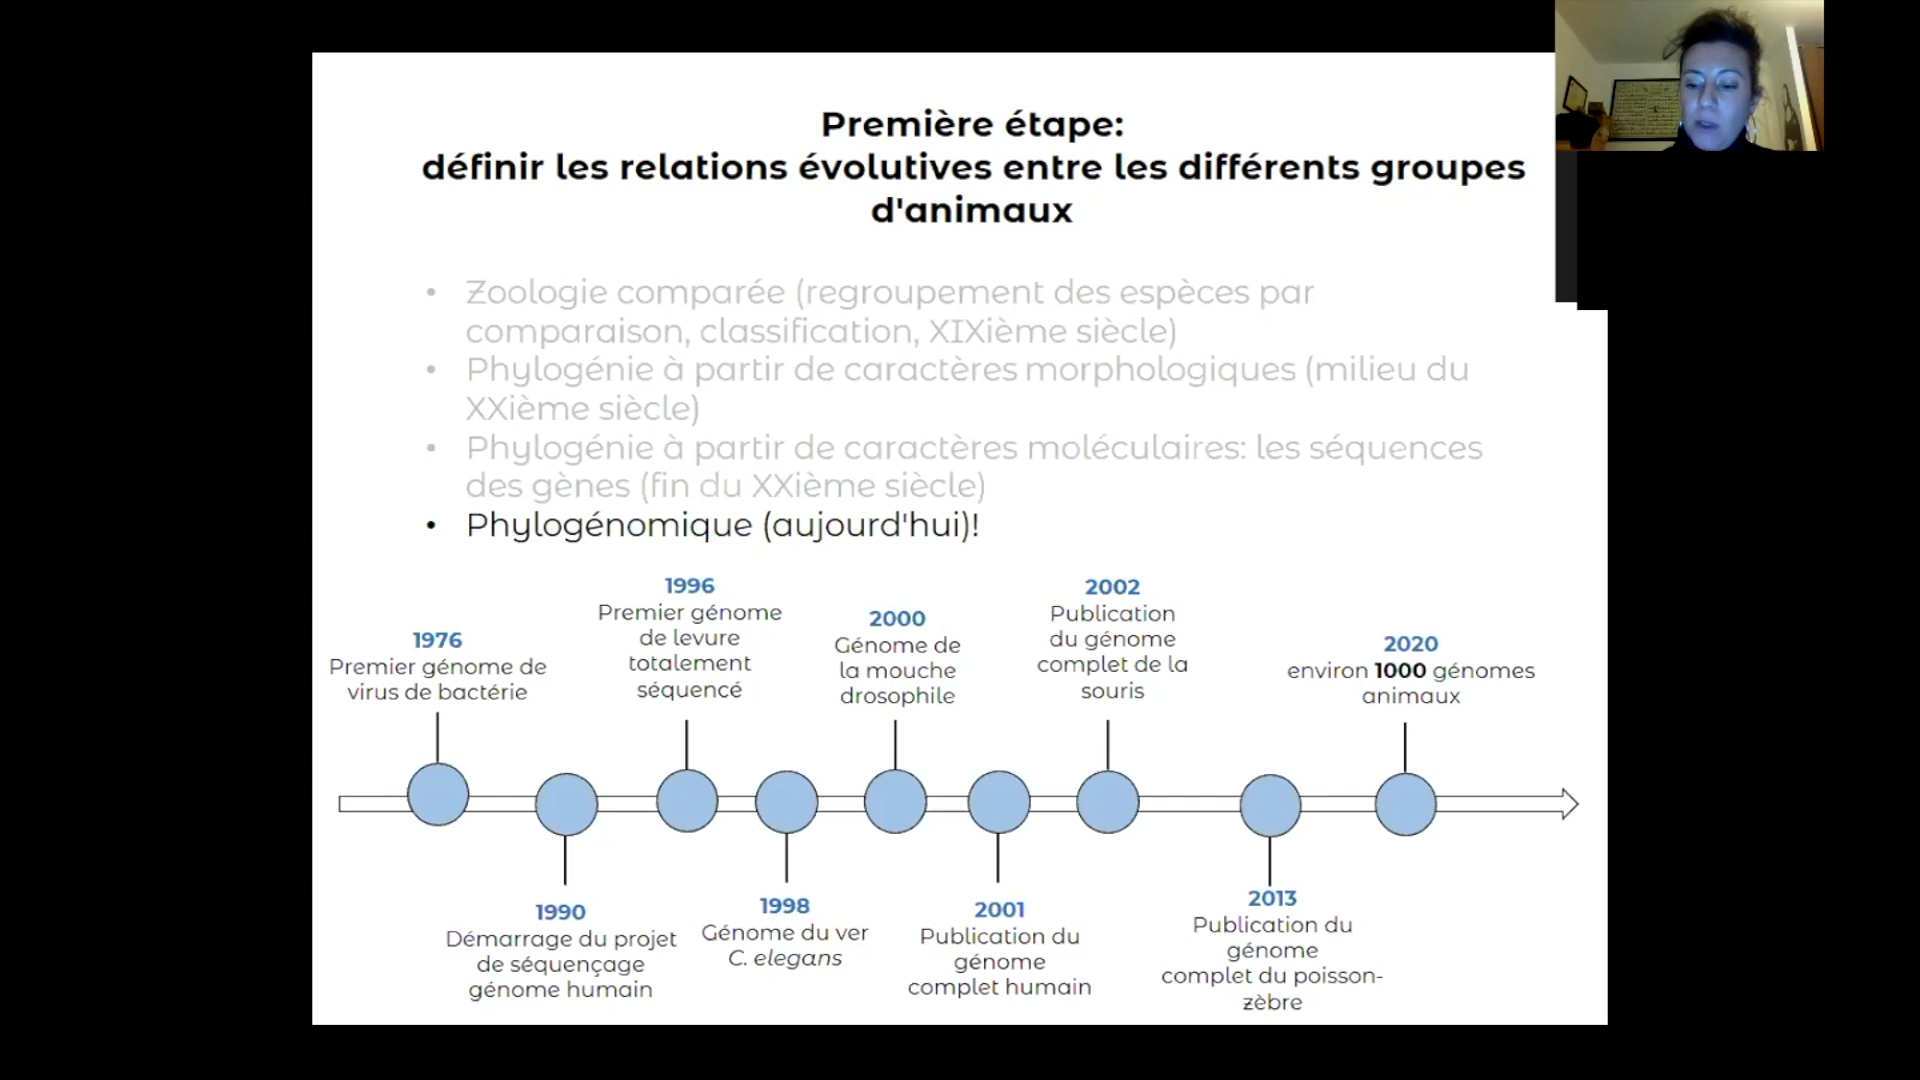 Première étape:
définir les relations évolutives entre les différents groupes
d'animaux
• Zoologie comparée (regroupement des espèces par
comparaison, classification, XIXième siècle)
• Phylogénie à partir de caractères morphologiques (milieu du
XXième siècle)
• Phylogénie à partir de caractères moléculaires: les séquences
des gènes (fin du XXième siècle)
• Phylogénomique (aujourd'hui)!
1976
Premier génome de
virus de bactérie
1990
Démarrage du projet
de séquençage
génome humain
1996
Premier génome
de levure
totalement
séquencé
1998
Génome du ver
C. elegans
2000
Génome de
la mouche
drosophile
2001
Publication du
génome
complet humain
2002
Publication
du génome
complet de la
souris
2013
Publication du
génome
complet du poisson-
zèbre
2020
environ 1000 génomes
animaux